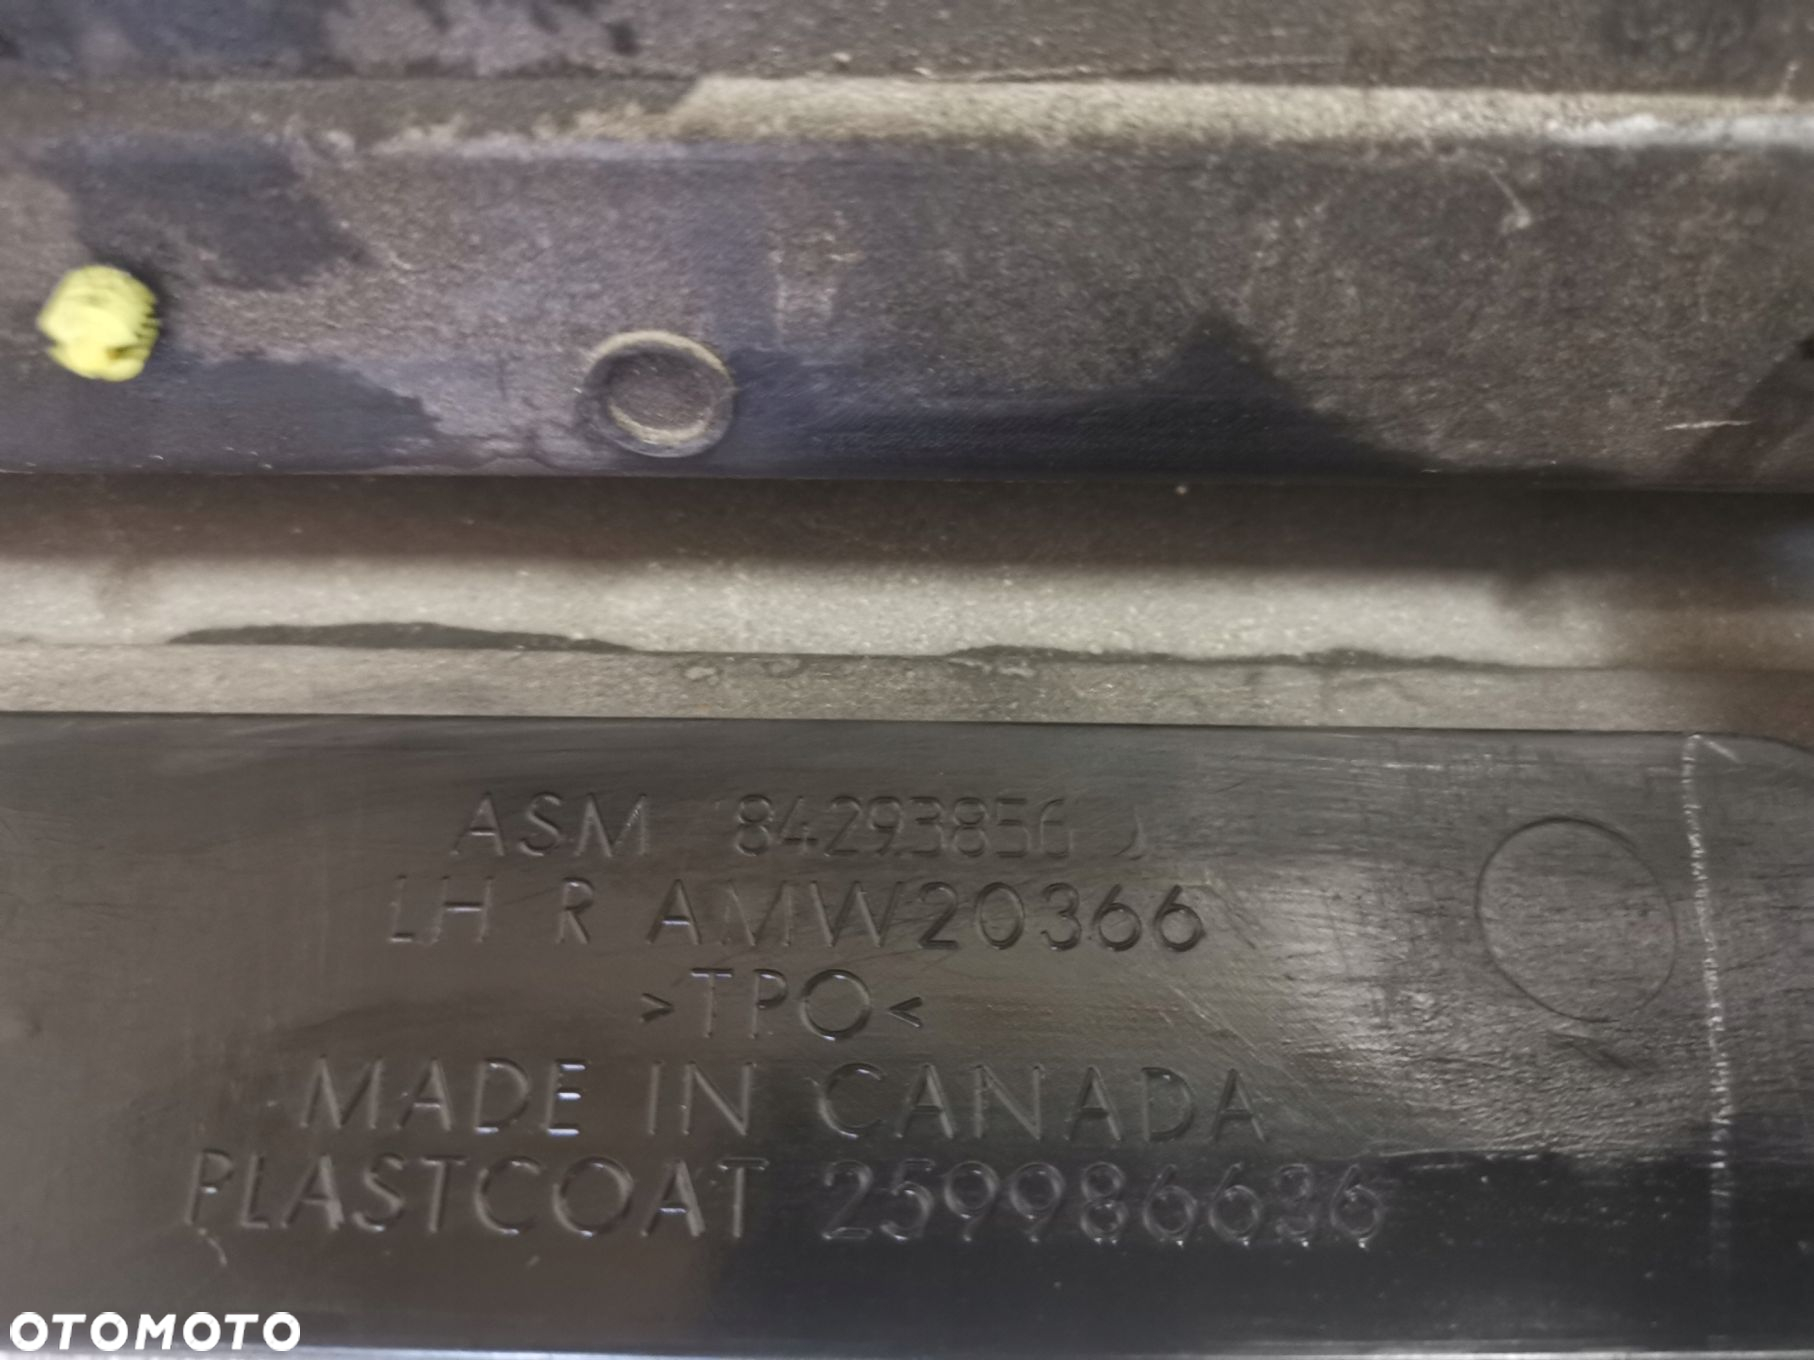 ASM 84293856
LH R AMW20366
>TPO<
MADE IN CANADA
PLASTCOAT 259986636
OTOMOTO